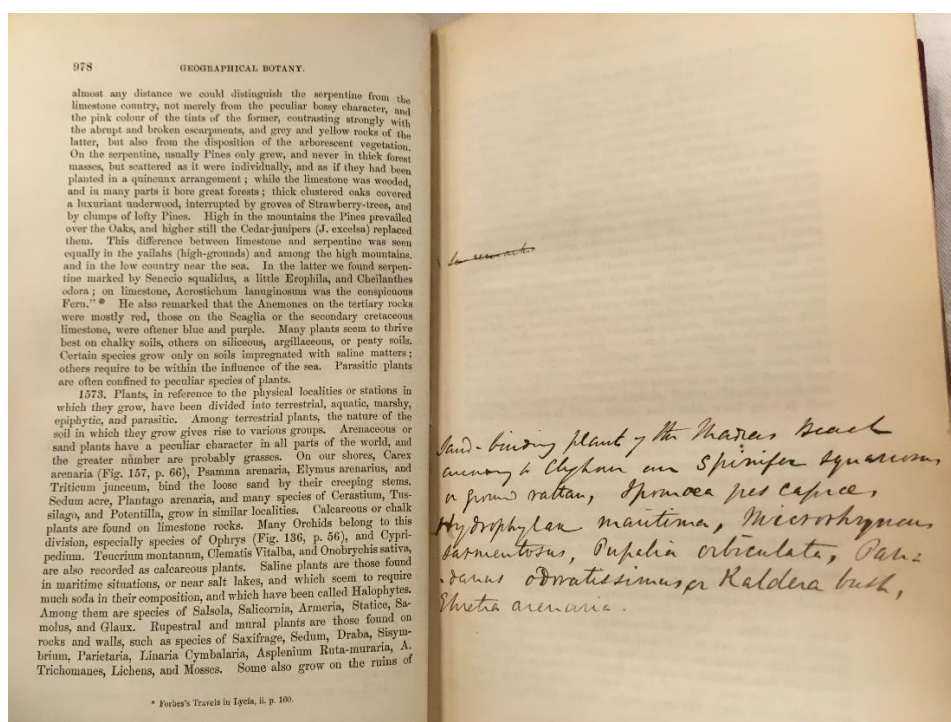 978 GEOGRAPHICAL BOTANY.
almost any distance we could distinguish the serpentine from the
limestone country, not merely from the peculiar bossy character, and
the pink colour of the tints of the former, contrasting strongly with
the abrupt and broken escarpments, and grey and yellow rocks of the
latter, but also from the disposition of the arborescent vegetation.
On the serpentine, usually Pines only grew, and never in thick forest
masses, but scattered as it were individually, and as if they had been
planted in a quincunx arrangement; while the limestone was wooded,
and in many parts it bore great forests; thick clustered oaks covered
a luxuriant underwood, interrupted by groves of Strawberry-trees, and
by clumps of lofty Pines. High in the mountains the Pines prevailed
over the Oaks, and higher still the Cedar-junipers (J. excelsa) replaced
them. This difference between limestone and serpentine was seen
equally in the yailahs (high-grounds) and among the high mountains.
and in the low country near the sea. In the latter we found serpen-
tine marked by Senecio squalidus, a little Erophila, and Cheilanthes
odora; on limestone, Acrostichum lanuginosum was the conspicuous
Fern."* He also remarked that the Anemones on the tertiary rocks
were mostly red, those on the Scaglia or the secondary cretaceous
limestone, were oftener blue and purple. Many plants seem to thrive
best on chalky soils, others on siliceous, argillaceous, or peaty soils.
Certain species grow only on soils impregnated with saline matters;
others require to be within the influence of the sea. Parasitic plants
are often confined to peculiar species of plants.
1573. Plants, in reference to the physical localities or stations in
which they grow, have been divided into terrestrial, aquatic, marshy,
epiphytic, and parasitic. Among terrestrial plants, the nature of the
soil in which they grow gives rise to various groups. Arenaceous or
sand plants have a peculiar character in all parts of the world, and
the greater number are probably grasses. On our shores, Carex
arenaria (Fig. 157, p. 66), Psamma arenaria, Elymus arenarius, and
Triticum junceum, bind the loose sand by their creeping stems.
Sedum acre, Plantago arenaria, and many species of Cerastium, Tus-
silago, and Potentilla, grow in similar localities. Calcareous or chalk
plants are found on limestone rocks. Many Orchids belong to this
division, especially species of Ophrys (Fig. 136, p. 56), and Cypri-
pedium. Teucrium montanum, Clematis Vitalba, and Onobrychis sativa,
are also recorded as calcareous plants. Saline plants are those found
in maritime situations, or near salt lakes, and which seem to require
much soda in their composition, and which have been called Halophytes.
Among them are species of Salsola, Salicornia, Armeria, Statice, Sa-
molus, and Glaux. Rupestral and mural plants are those found on
rocks and walls, such as species of Saxifrage, Sedum, Draba, Sisym-
brium, Parietaria, Linaria Cymbalaria, Asplenium Ruta-muraria, A.
Trichomanes, Lichens, and Mosses. Some also grow on the ruins of
* Forbes's Travels in Lycia, ii. p. 160.
Sand-binding plants of the Madras Beach
according to Cleghorn are Spinifex squarrosus
or ground rattan, Ipomœa pes capræ,
Hydrophylax maritima, Microrhynchus
sarmentosus, Pupalia orbiculata, Pan=
-danus odoratissimus or Kaldera bush,
Ehretia arenaria.